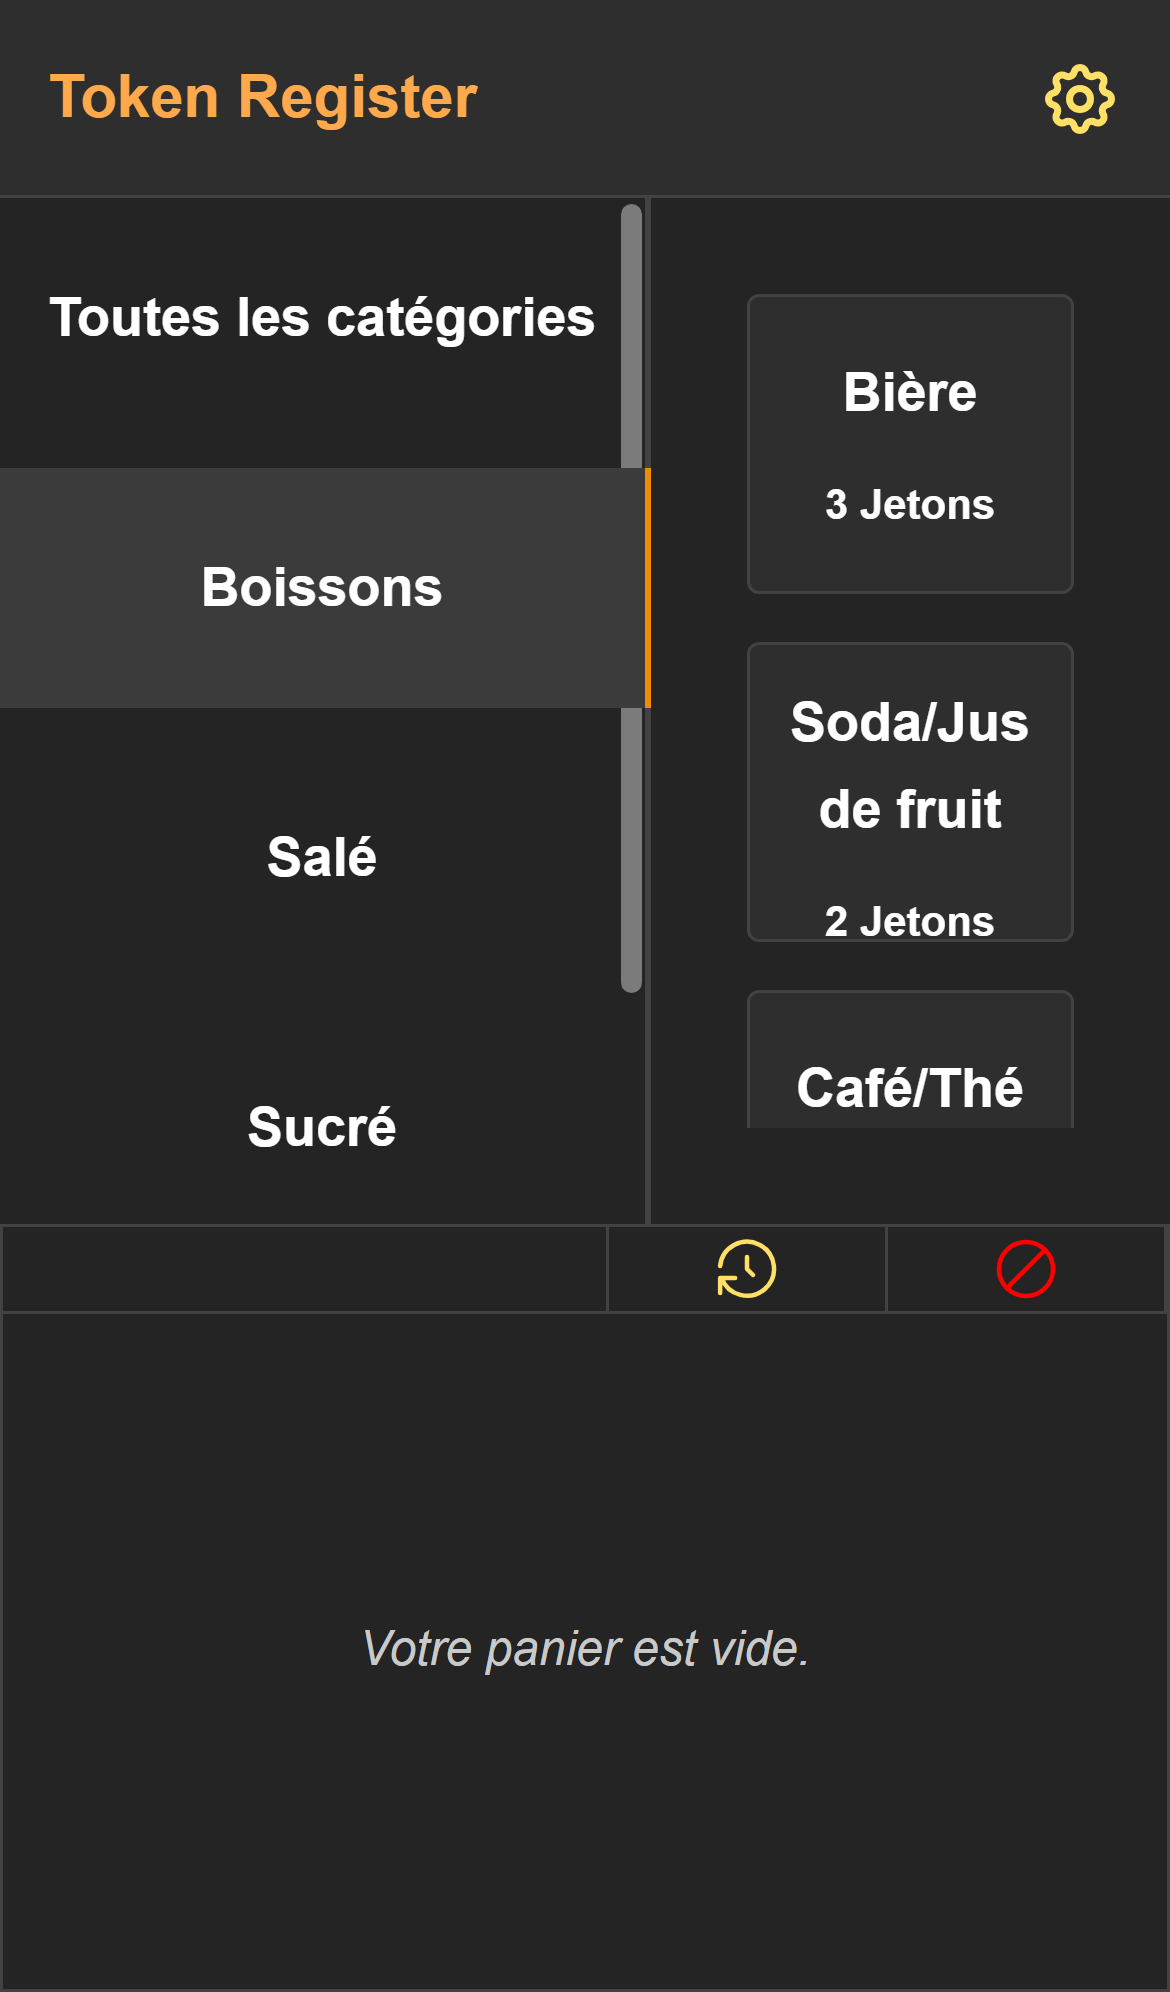 Token Register
Toutes les catégories
Boissons
Salé
Sucré
Bière
3 Jetons
Soda/Jus
de fruit
2 Jetons
Café/Thé
Votre panier est vide.